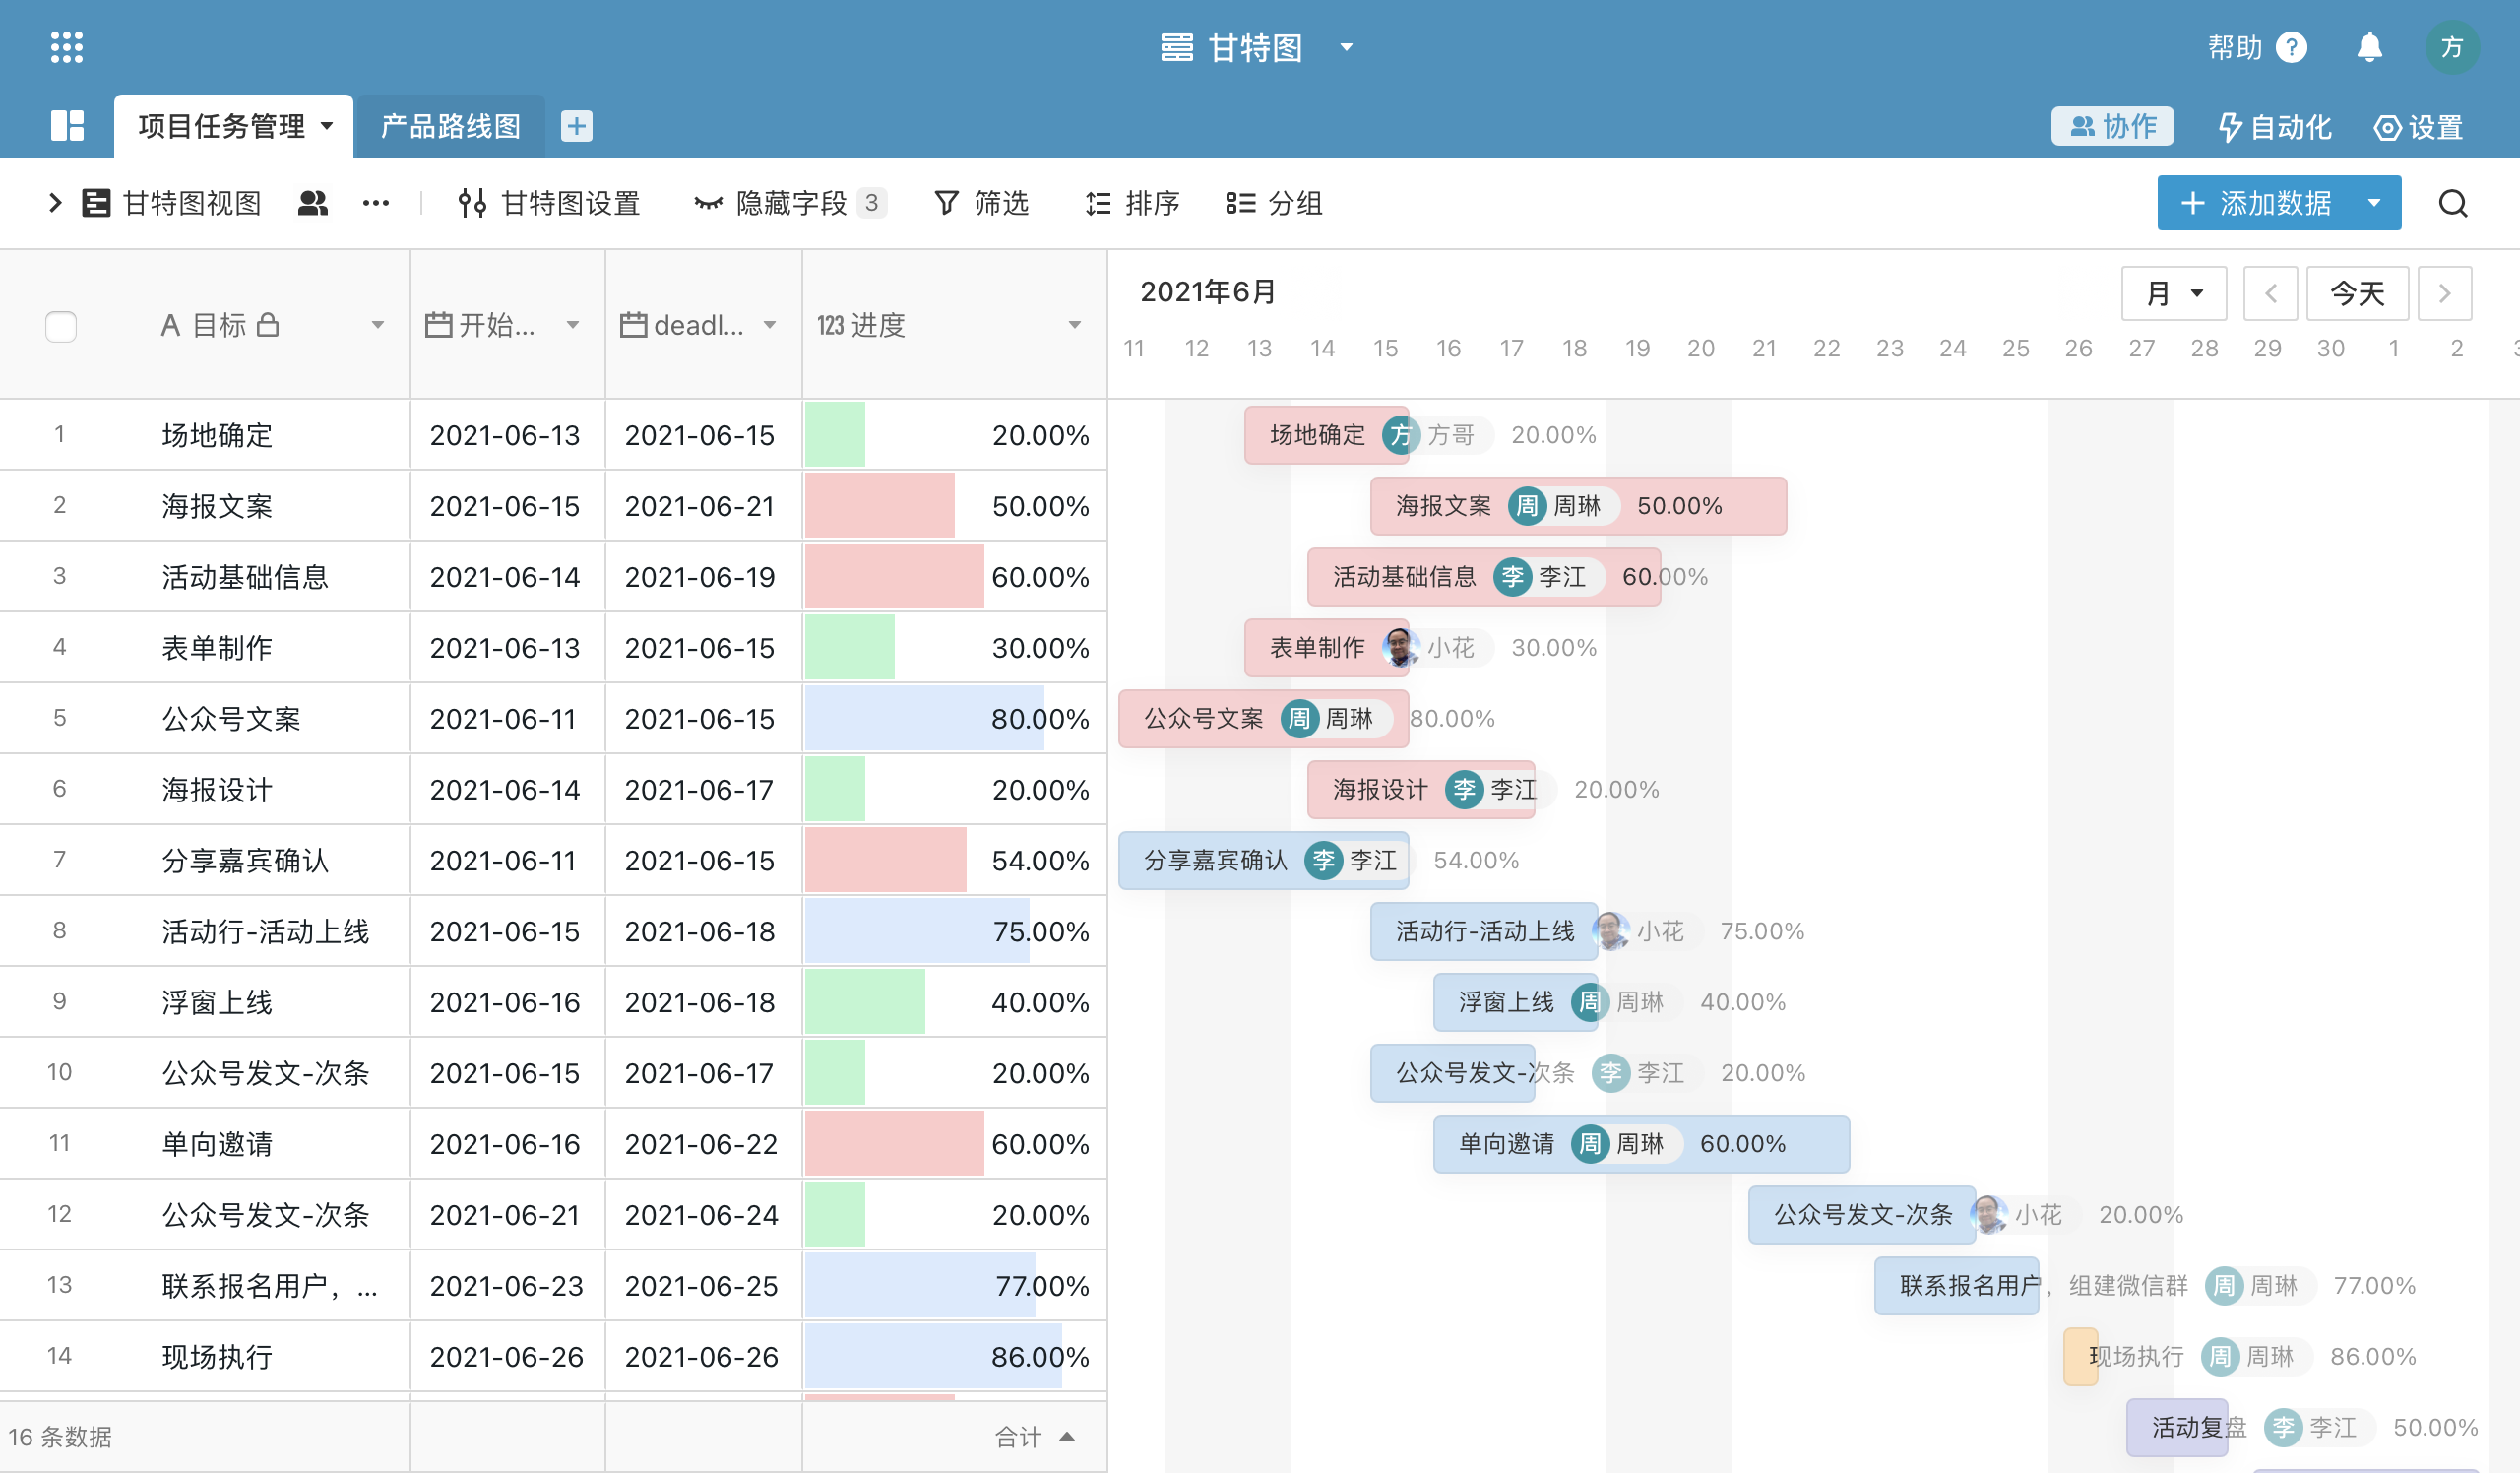 甘特图
帮助 ? 方
项目任务管理 产品路线图 +
协作 自动化 设置
甘特图视图 ... 甘特图设置 隐藏字段 3 筛选 排序 分组
+ 添加数据
A 目标 开始... deadl... 123 进度
2021年6月 月 今天
11 12 13 14 15 16 17 18 19 20 21 22 23 24 25 26 27 28 29 30 1 2
1 场地确定 2021-06-13 2021-06-15 20.00% 场地确定 方 方哥 20.00%
2 海报文案 2021-06-15 2021-06-21 50.00% 海报文案 周 周琳 50.00%
3 活动基础信息 2021-06-14 2021-06-19 60.00% 活动基础信息 李 李江 60.00%
4 表单制作 2021-06-13 2021-06-15 30.00% 表单制作 小花 30.00%
5 公众号文案 2021-06-11 2021-06-15 80.00% 公众号文案 周 周琳 80.00%
6 海报设计 2021-06-14 2021-06-17 20.00% 海报设计 李 李江 20.00%
7 分享嘉宾确认 2021-06-11 2021-06-15 54.00% 分享嘉宾确认 李 李江 54.00%
8 活动行-活动上线 2021-06-15 2021-06-18 75.00% 活动行-活动上线 小花 75.00%
9 浮窗上线 2021-06-16 2021-06-18 40.00% 浮窗上线 周 周琳 40.00%
10 公众号发文-次条 2021-06-15 2021-06-17 20.00% 公众号发文-次条 李 李江 20.00%
11 单向邀请 2021-06-16 2021-06-22 60.00% 单向邀请 周 周琳 60.00%
12 公众号发文-次条 2021-06-21 2021-06-24 20.00% 公众号发文-次条 小花 20.00%
13 联系报名用户，... 2021-06-23 2021-06-25 77.00% 联系报名用户，组建微信群 周 周琳 77.00%
14 现场执行 2021-06-26 2021-06-26 86.00% 现场执行 周 周琳 86.00%
活动复盘 李 李江 50.00%
16 条数据 合计